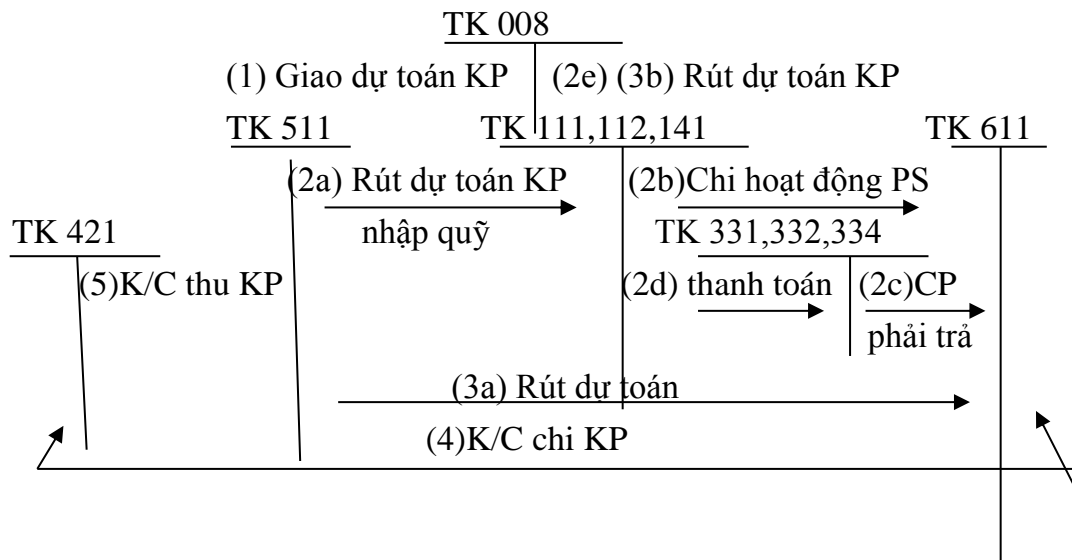 TK 008
(1) Giao dự toán KP (2e) (3b) Rút dự toán KP
TK 511 TK 111,112,141 TK 611
(2a) Rút dự toán KP (2b)Chi hoạt động PS
TK 421 nhập quỹ TK 331,332,334
(5)K/C thu KP (2d) thanh toán (2c)CP
phải trả
(3a) Rút dự toán
(4)K/C chi KP